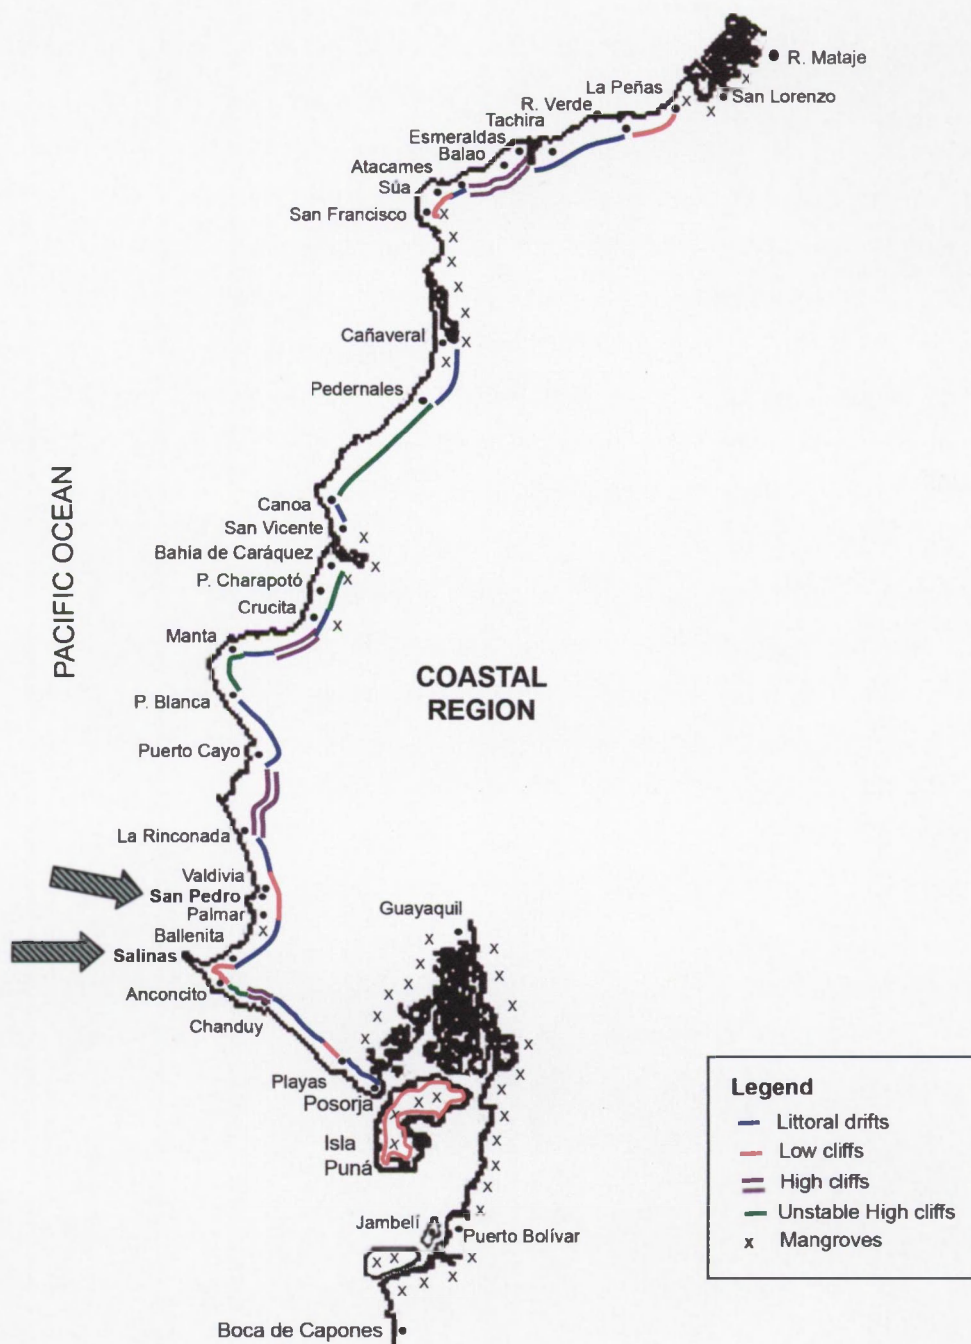 R. Mataje
La Peñas
San Lorenzo
R. Verde
Tachira
Esmeraldas
Balao
Atacames
Súa
San Francisco
Cañaveral
Pedernales
Canoa
San Vicente
Bahía de Caráquez
P. Charapotó
Crucita
Manta
PACIFIC OCEAN
COASTAL
REGION
P. Blanca
Puerto Cayo
La Rinconada
Valdivia
San Pedro
Palmar
Guayaquil
Ballenita
Salinas
Anconcito
Chanduy
Playas
Posorja
Isla
Puná
Jambelí
Puerto Bolívar
Boca de Capones
Legend
Littoral drifts
Low cliffs
High cliffs
Unstable High cliffs
x Mangroves